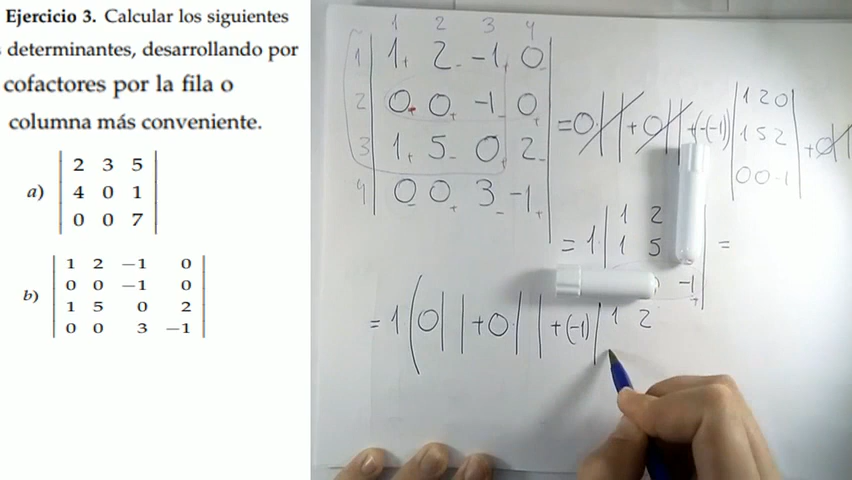 Ejercicio 3. Calcular los siguientes
determinantes, desarrollando por
cofactores por la fila o
columna más conveniente.
a) | 2 3 5 |
| 4 0 1 |
| 0 0 7 |
b) | 1 2 −1 0 |
| 0 0 −1 0 |
| 1 5 0 2 |
| 0 0 3 −1 |
1 2 3 4
1 | 1+ 2- -1+ 0- |
2 | 0- 0+ -1- 0+ | = 0 | | + 0 | | + -(-1) | 1 2 0 | + 0 |
3 | 1+ 5- 0+ 2- | | 1 5 2 |
4 | 0 0+ 3- -1+ | | 0 0 -1 |
= 1 | 1 2
1 5 | =
-1
= 1 ( 0 | | + 0 | | + (-1) | 1 2